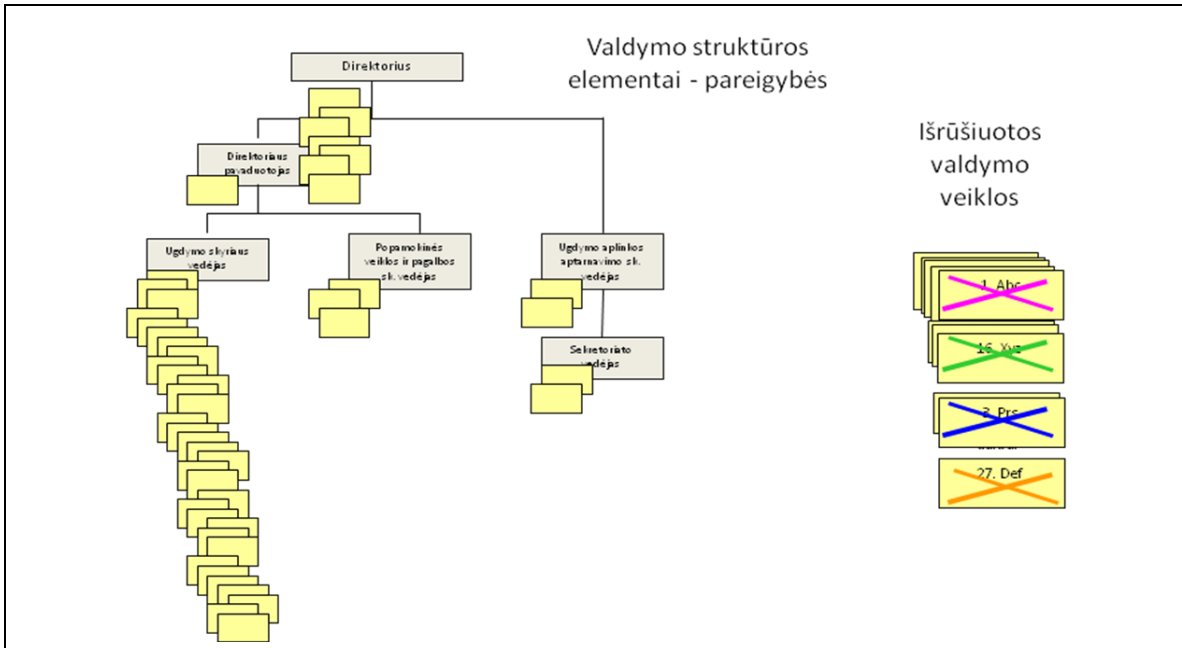 Valdymo struktūros
elementai - pareigybės
Direktorius
Išrūšiuotos
valdymo
veiklos
Direktoriaus
pavaduotojas
Ugdymo skyriaus
vedėjas
Popamokinės
veiklos ir pagalbos
sk. vedėjas
Ugdymo aplinkos
aptarnavimo sk.
vedėjas
Sekretoriato
vedėjas
1. Abc
16. Xyz
3. Prs
27. Def